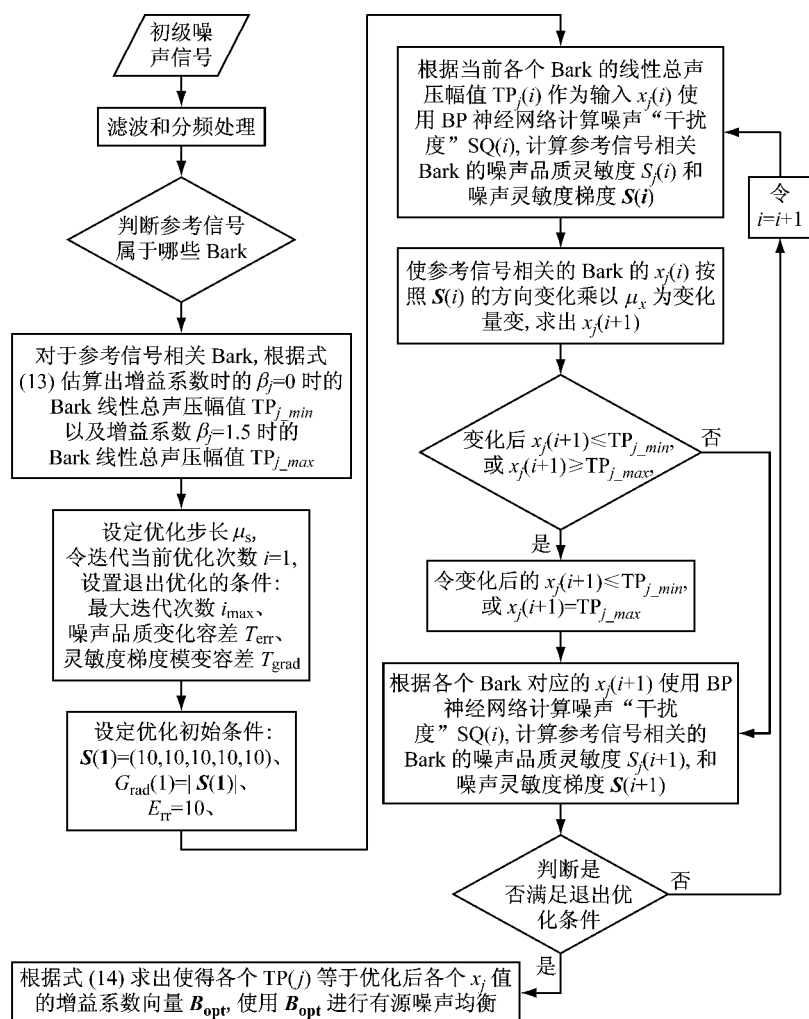 初级噪
声信号
滤波和分频处理
判断参考信号
属于哪些 Bark
对于参考信号相关 Bark, 根据式
(13) 估算出增益系数时的 βj=0 时的
Bark 线性总声压幅值 TPj_min
以及增益系数 βj=1.5 时的
Bark 线性总声压幅值 TPj_max
设定优化步长 μs,
令迭代当前优化次数 i=1,
设置退出优化的条件:
最大迭代次数 imax、
噪声品质变化容差 Terr、
灵敏度梯度模变容差 Tgrad
设定优化初始条件:
S(1)=(10,10,10,10,10)、
Grad(1)=| S(1)|、
Err=10、
根据当前各个 Bark 的线性总声
压幅值 TPj(i) 作为输入 xj(i) 使
用 BP 神经网络计算噪声“干扰
度” SQ(i), 计算参考信号相关
Bark 的噪声品质灵敏度 Sj(i) 和
噪声灵敏度梯度 S(i)
令
i=i+1
使参考信号相关的 Bark 的 xj(i) 按
照 S(i) 的方向变化乘以 μx 为变化
量变, 求出 xj(i+1)
变化后 xj(i+1)≤TPj_min,
或 xj(i+1)≥TPj_max,
否
是
令变化后的 xj(i+1)≤TPj_min,
或 xj(i+1)=TPj_max
根据各个 Bark 对应的 xj(i+1) 使用 BP
神经网络计算噪声“干扰
度” SQ(i), 计算参考信号相关的
Bark 的噪声品质灵敏度 Sj(i+1), 和
噪声灵敏度梯度 S(i+1)
判断是
否满足退出优
化条件
否
是
根据式 (14) 求出使得各个 TP(j) 等于优化后各个 xj 值
的增益系数向量 Bopt, 使用 Bopt 进行有源噪声均衡